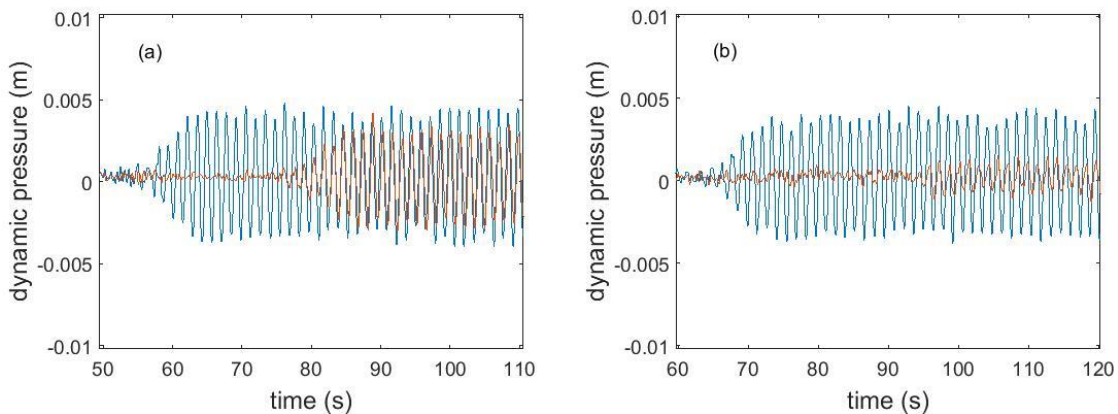 (a)
dynamic pressure (m)
0.01
0.005
0
-0.005
-0.01
50 60 70 80 90 100 110
time (s)
(b)
dynamic pressure (m)
0.01
0.005
0
-0.005
-0.01
60 70 80 90 100 110 120
time (s)